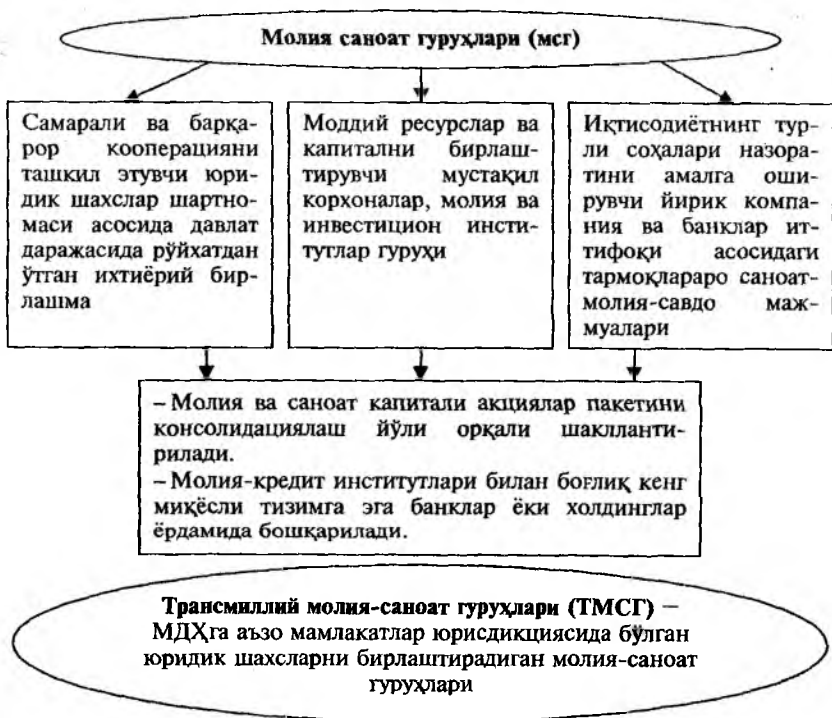 Молия саноат гуруҳлари (мсг)
Самарали ва барқа-
рор кооперацияни
ташкил этувчи юри-
дик шахслар шартно-
маси асосида давлат
даражасида рўйхатдан
ўтган ихтиёрий бир-
лашма
Моддий ресурслар ва
капитални бирлаш-
тирувчи мустақил
корхоналар, молия ва
инвестицион инсти-
тутлар гуруҳи
Иқтисодиётнинг тур-
ли соҳалари назора-
тини амалга оши-
рувчи йирик компа-
ния ва банклар ит-
тифоқи асосидаги
тармоқлараро саноат-
молия-савдо маж-
муалари
– Молия ва саноат капитали акциялар пакетини
консолидациялаш йўли орқали шакллланти-
рилади.
– Молия-кредит институтлари билан боғлиқ кенг
миқёсли тизимга эга банклар ёки холдинглар
ёрдамида бошқарилади.
Трансмиллий молия-саноат гуруҳлари (ТМСГ) –
МДҲга аъзо мамлакатлар юрисдикциясида бўлган
юридик шахсларни бирлаштирадиган молия-саноат
гуруҳлари